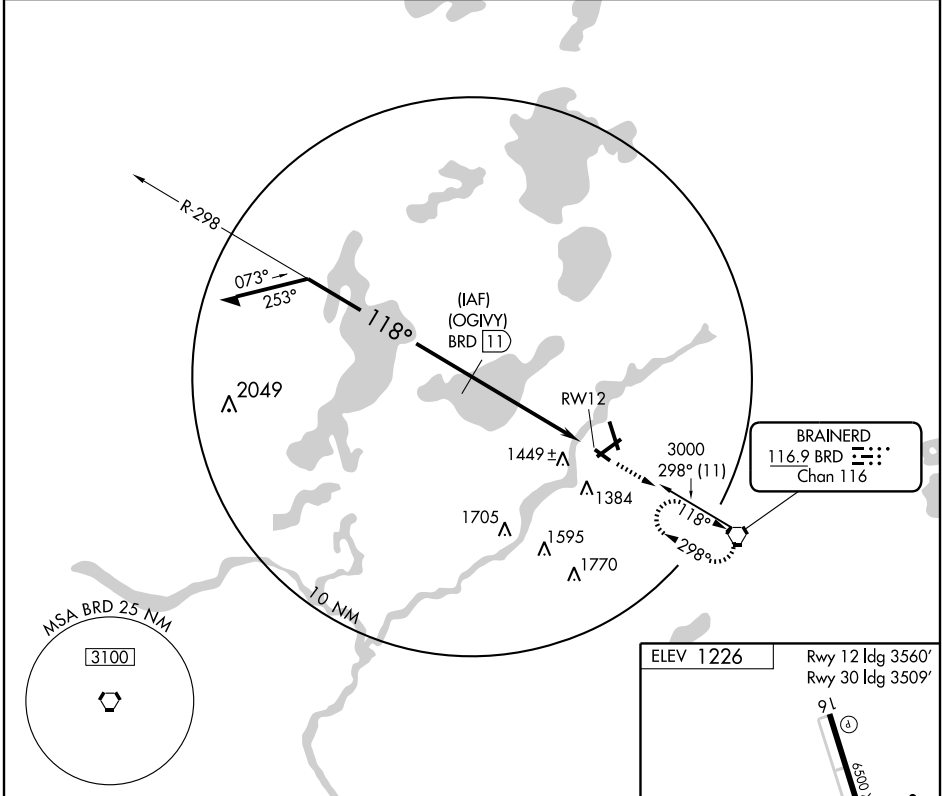 R-298
073°
253°
118°
(IAF)
(OGIVY)
BRD 11
2049
RW12
1449 ±
1384
3000
298° (11)
118°
298°
BRAINERD
116.9 BRD
Chan 116
1705
1595
1770
10 NM
MSA BRD 25 NM
3100
ELEV 1226
Rwy 12 ldg 3560'
Rwy 30 ldg 3509'
16
P
6500